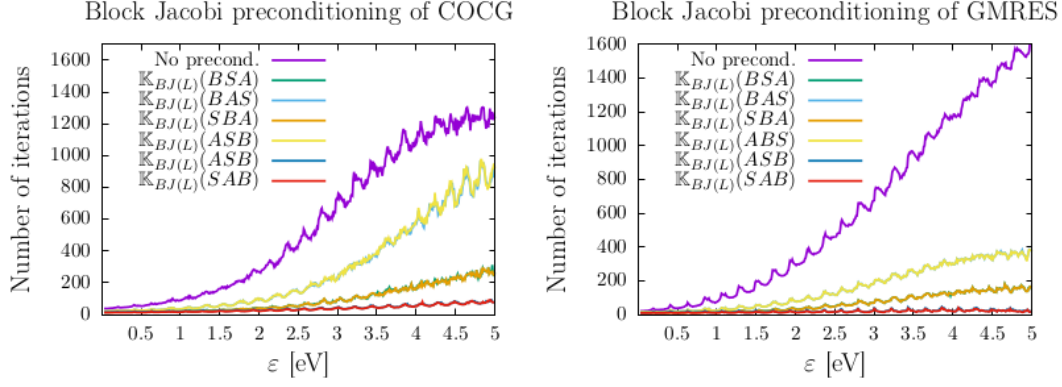 Block Jacobi preconditioning of COCG
Number of iterations
1600
1400
1200
1000
800
600
400
200
0
No precond.
𝕂BJ(L)(BSA)
𝕂BJ(L)(BAS)
𝕂BJ(L)(SBA)
𝕂BJ(L)(ASB)
𝕂BJ(L)(ASB)
𝕂BJ(L)(SAB)
0.5 1 1.5 2 2.5 3 3.5 4 4.5 5
ε [eV]
Block Jacobi preconditioning of GMRES
Number of iterations
1600
1400
1200
1000
800
600
400
200
0
No precond.
𝕂BJ(L)(BSA)
𝕂BJ(L)(BAS)
𝕂BJ(L)(SBA)
𝕂BJ(L)(ABS)
𝕂BJ(L)(ASB)
𝕂BJ(L)(SAB)
0.5 1 1.5 2 2.5 3 3.5 4 4.5 5
ε [eV]